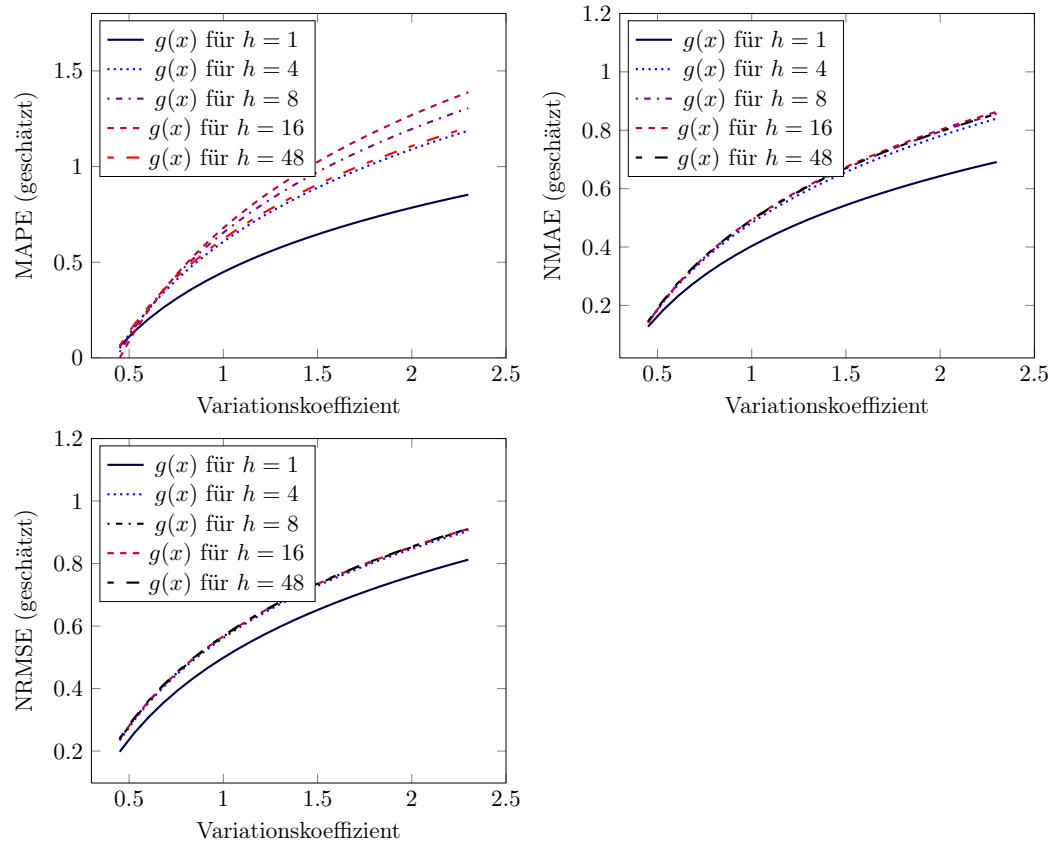 g(x) für h = 1
g(x) für h = 4
g(x) für h = 8
g(x) für h = 16
g(x) für h = 48
MAPE (geschätzt)
1.5
1
0.5
0
0.5 1 1.5 2 2.5
Variationskoeffizient
g(x) für h = 1
g(x) für h = 4
g(x) für h = 8
g(x) für h = 16
g(x) für h = 48
NMAE (geschätzt)
1.2
1
0.8
0.6
0.4
0.2
0.5 1 1.5 2 2.5
Variationskoeffizient
g(x) für h = 1
g(x) für h = 4
g(x) für h = 8
g(x) für h = 16
g(x) für h = 48
NRMSE (geschätzt)
1.2
1
0.8
0.6
0.4
0.2
0.5 1 1.5 2 2.5
Variationskoeffizient